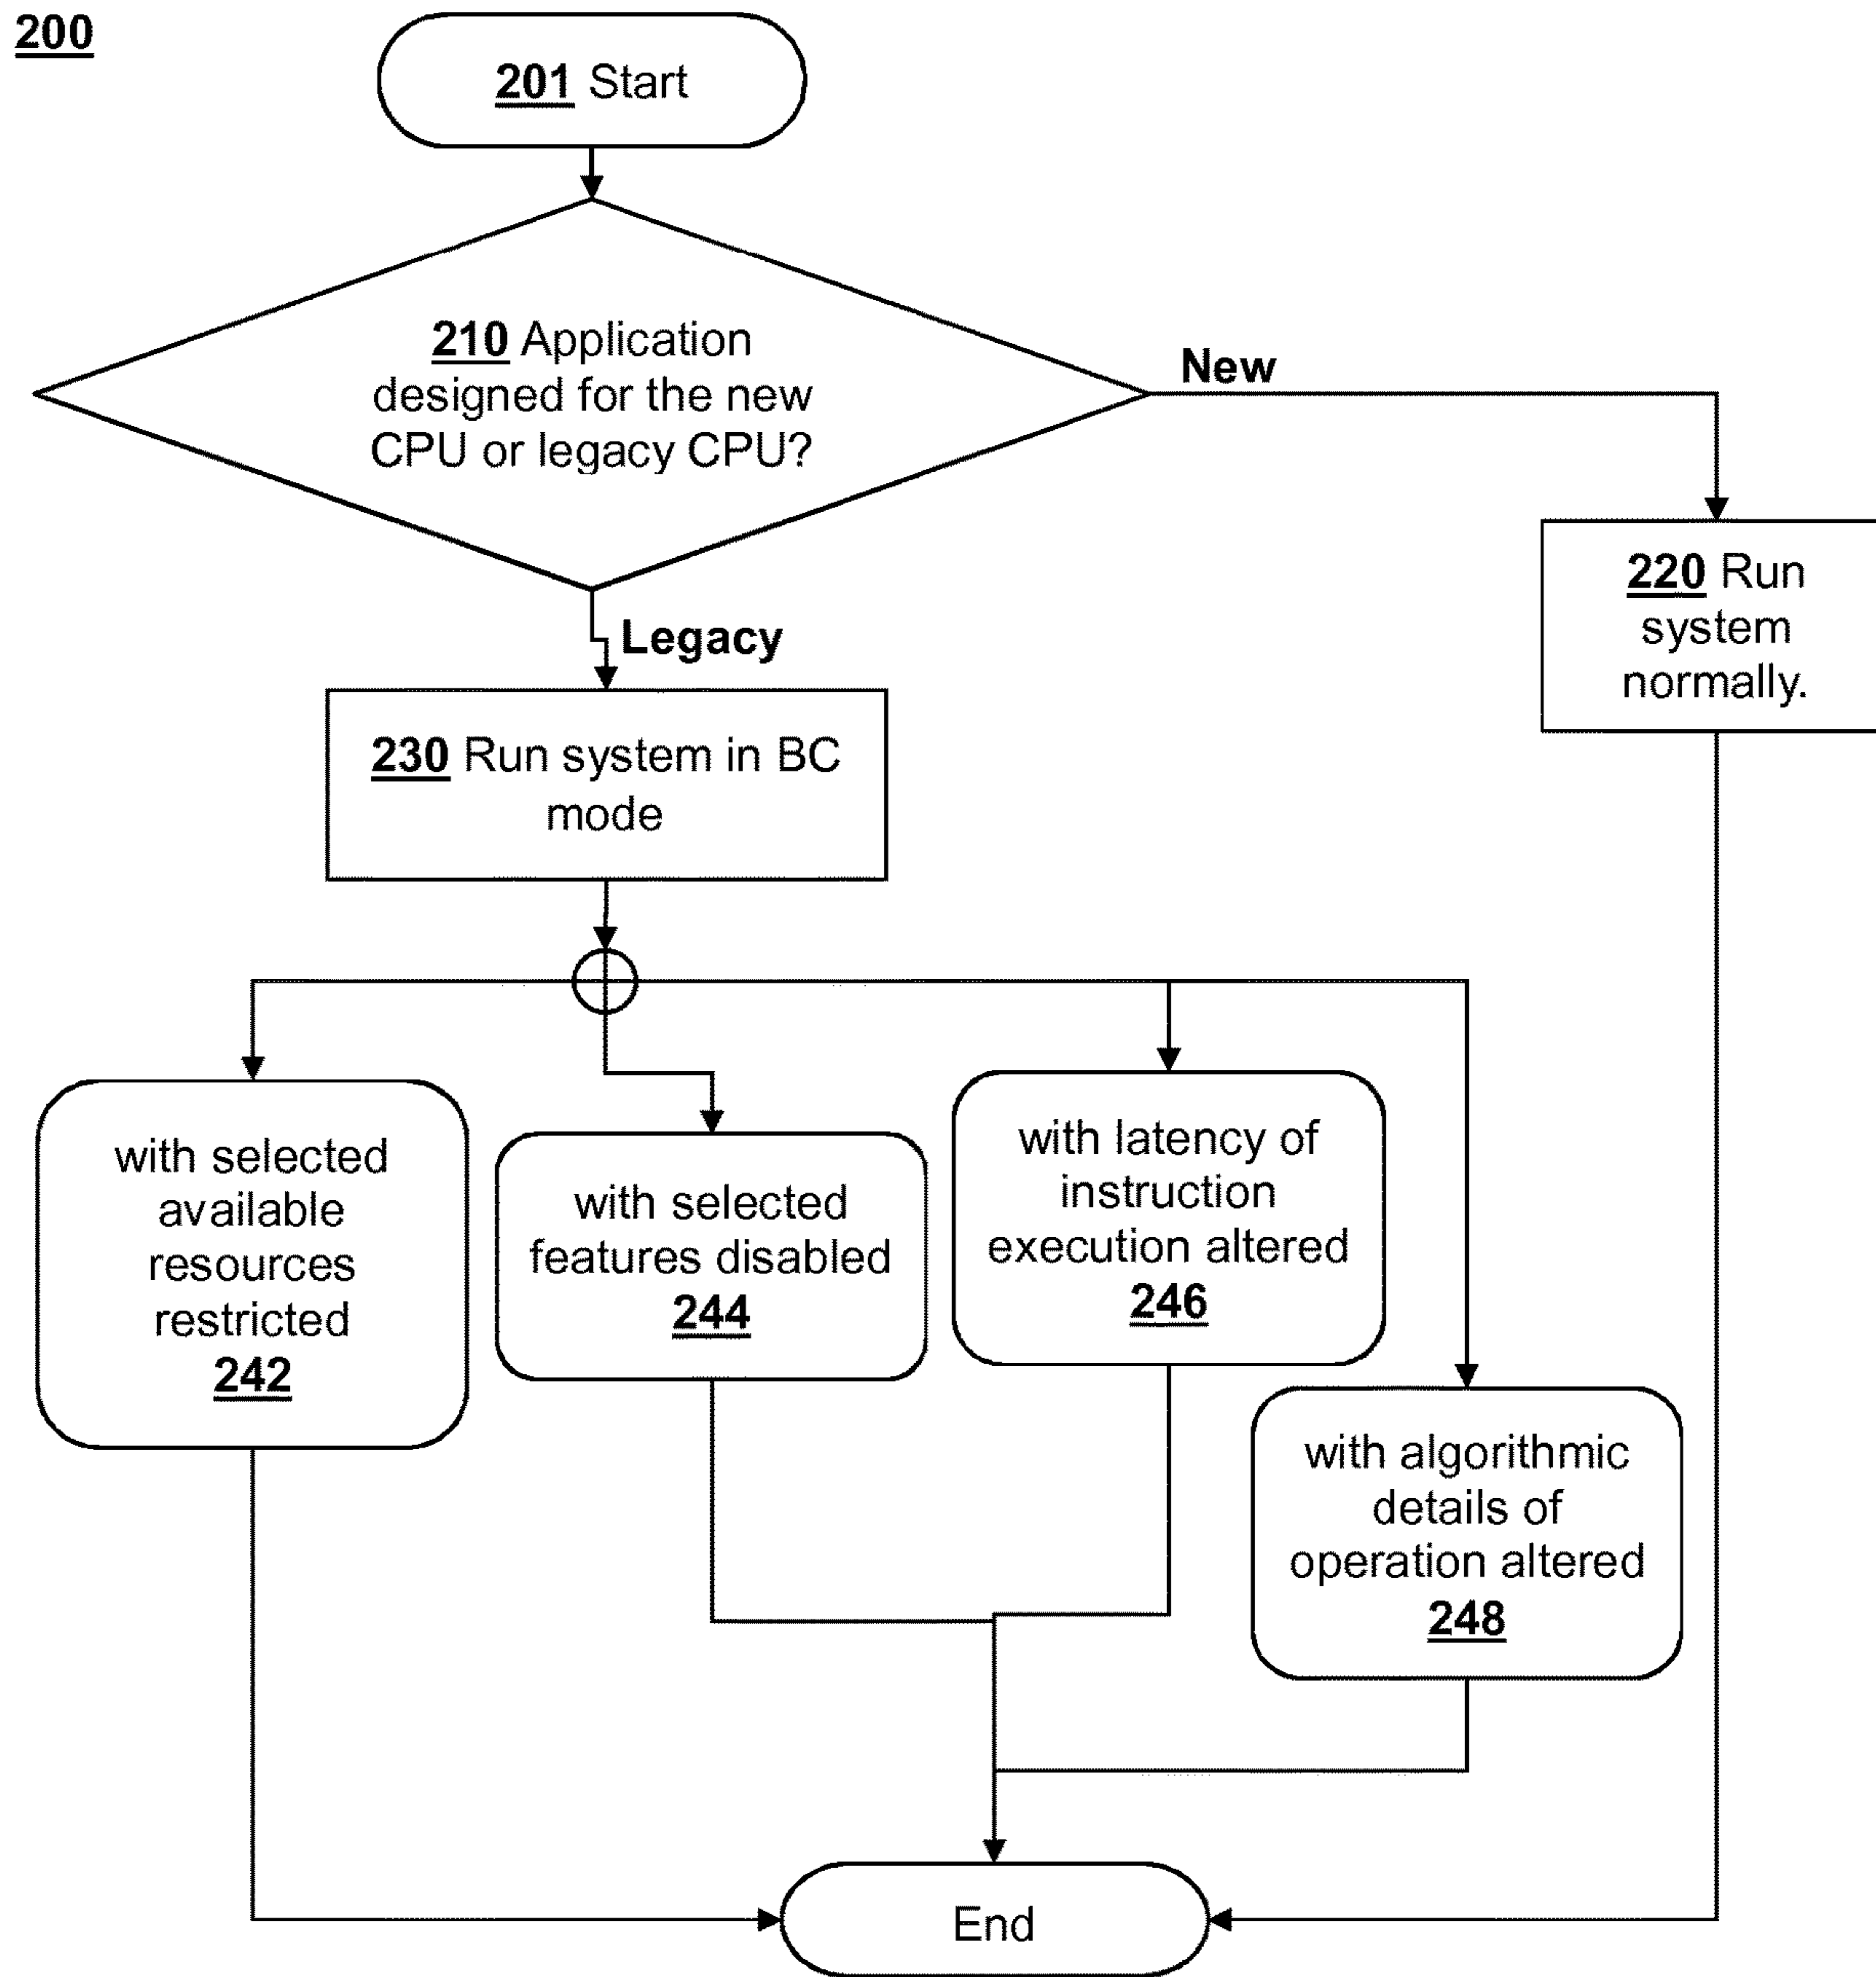 200
201 Start
210 Application
designed for the new
CPU or legacy CPU?
New
220 Run
system
normally.
Legacy
230 Run system in BC
mode
with selected
available
resources
restricted
242
with selected
features disabled
244
with latency of
instruction
execution altered
246
with algorithmic
details of
operation altered
248
End